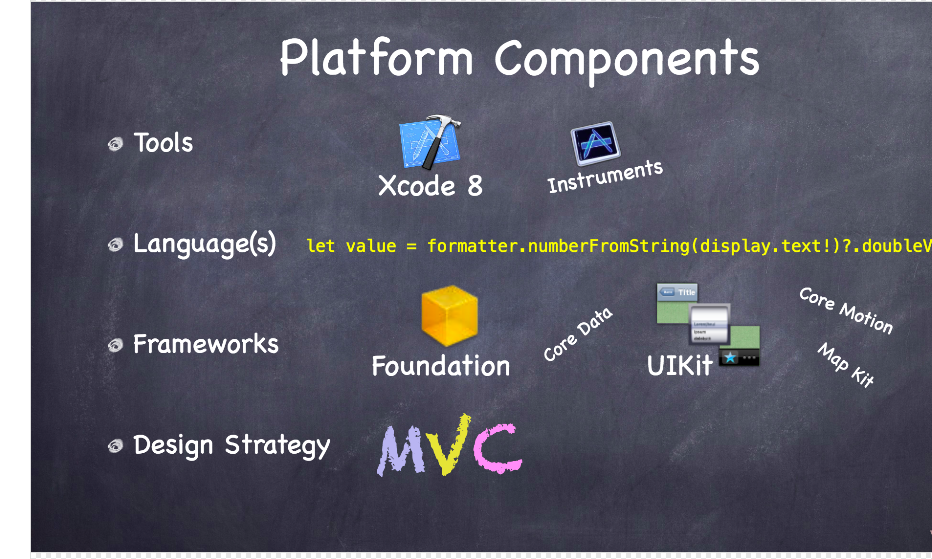 Platform Components
Tools
Xcode 8
Instruments
Language(s)
let value = formatter.numberFromString(display.text!)?.doubleV
Frameworks
Foundation
Core Data
Title
UIKit
Core Motion
Map Kit
Design Strategy
MVC